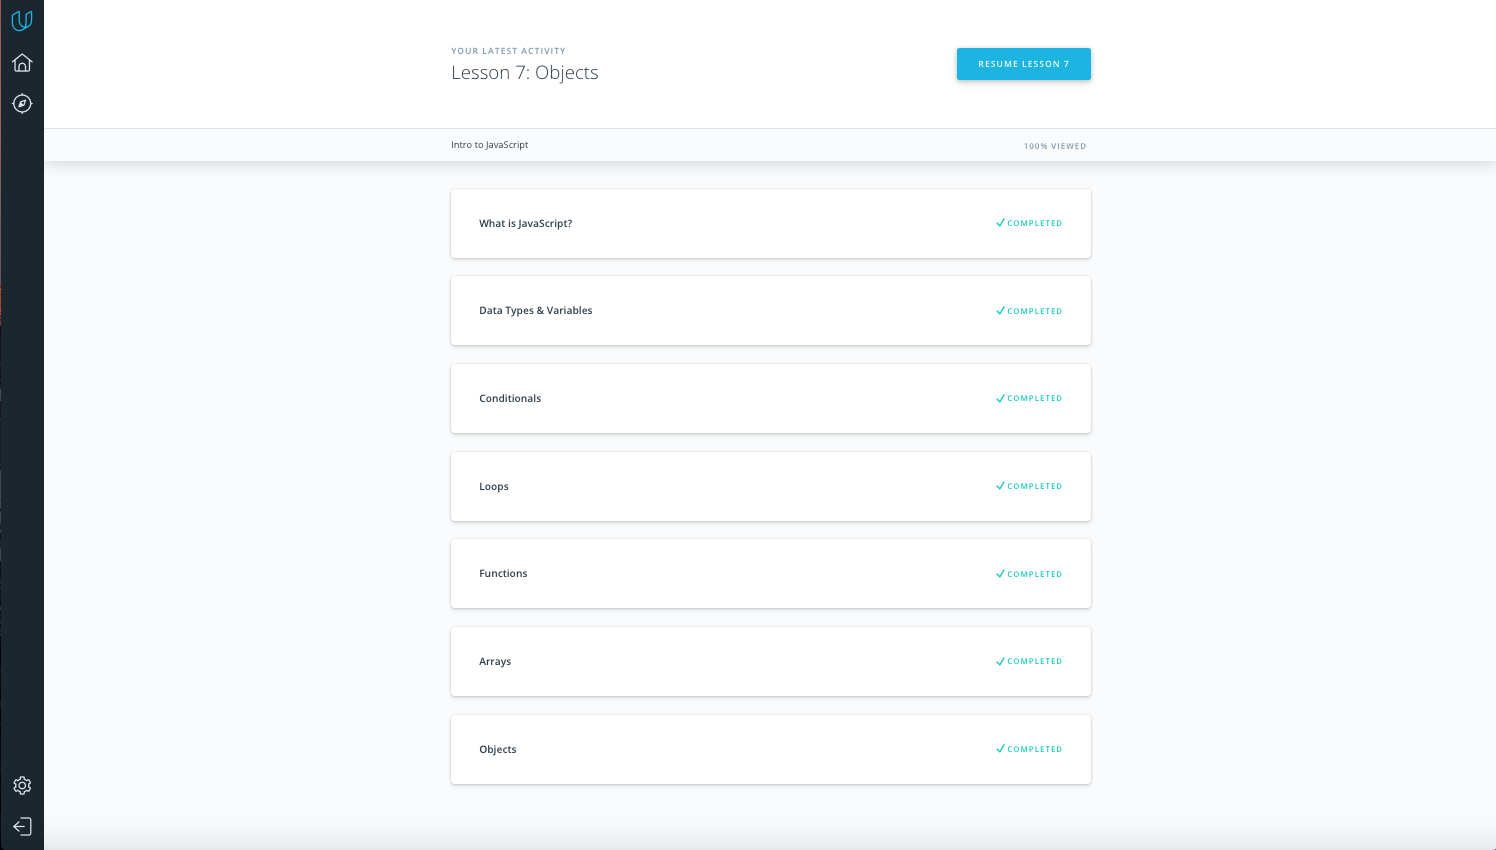 YOUR LATEST ACTIVITY
Lesson 7: Objects
RESUME LESSON 7
Intro to JavaScript
100% VIEWED
What is JavaScript?
COMPLETED
Data Types & Variables
COMPLETED
Conditionals
COMPLETED
Loops
COMPLETED
Functions
COMPLETED
Arrays
COMPLETED
Objects
COMPLETED